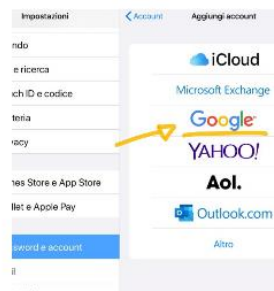 Impostazioni
ndo
e ricerca
ch ID e codice
teria
acy
nes Store e App Store
llet e Apple Pay
sword e account
il
Account
Aggiungi account
iCloud
Microsoft Exchange
Google
YAHOO!
Aol.
Outlook.com
Altro